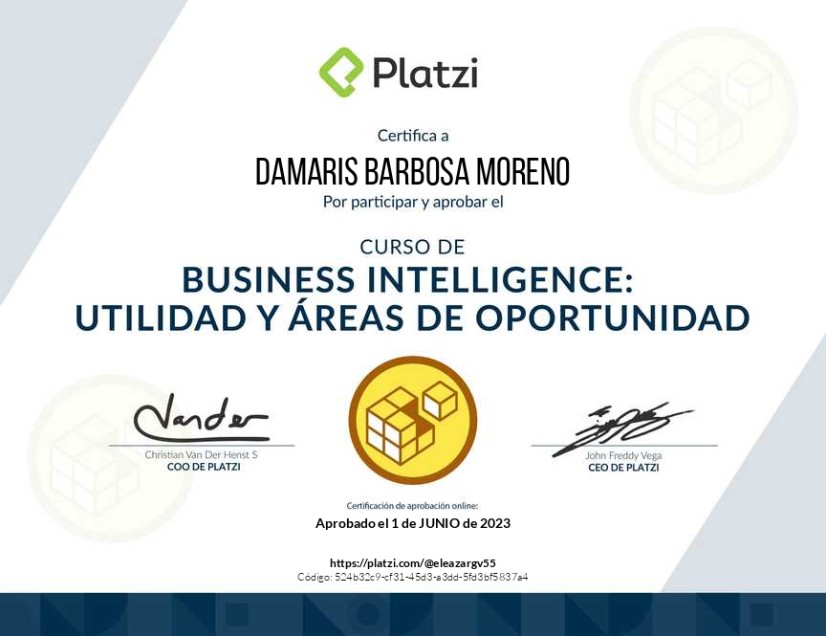 Platzi
Certifica a
DAMARIS BARBOSA MORENO
Por participar y aprobar el
CURSO DE
BUSINESS INTELLIGENCE:
UTILIDAD Y ÁREAS DE OPORTUNIDAD
Christian Van Der Henst S
COO DE PLATZI
John Freddy Vega
CEO DE PLATZI
Certificación de aprobación online:
Aprobado el 1 de JUNIO de 2023
https://platzi.com/@eleazargv55
Código: 524b32c9-cf31-45d3-a3dd-5fd3bf5837a4